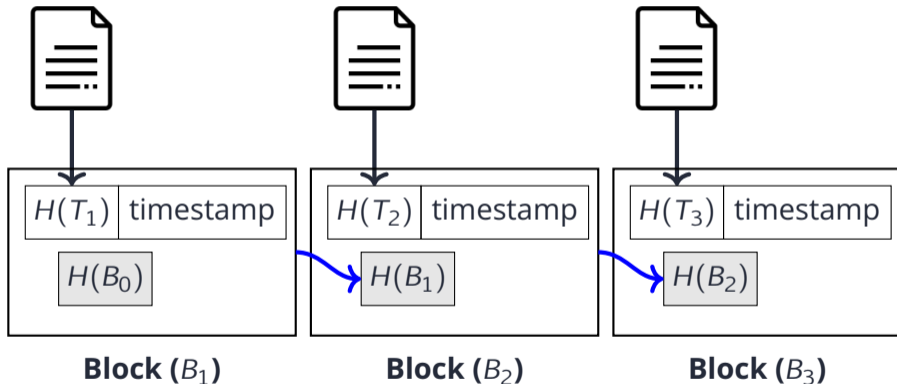 H(T₁) timestamp H(T₂) timestamp H(T₃) timestamp
H(B₀) H(B₁) H(B₂)
Block (B₁) Block (B₂) Block (B₃)